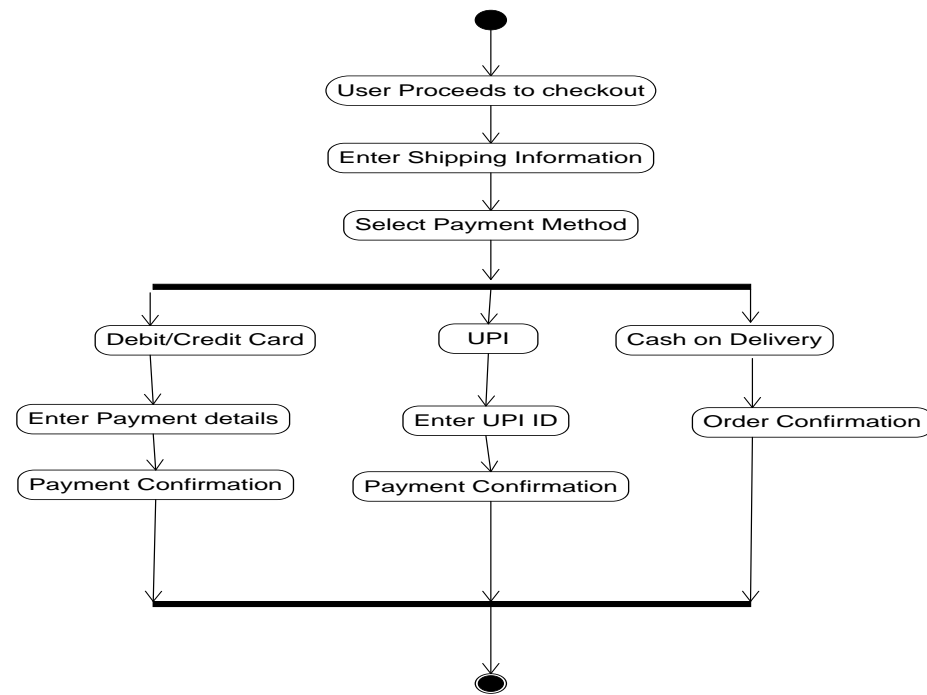 User Proceeds to checkout
Enter Shipping Information
Select Payment Method
Debit/Credit Card
UPI
Cash on Delivery
Enter Payment details
Enter UPI ID
Order Confirmation
Payment Confirmation
Payment Confirmation